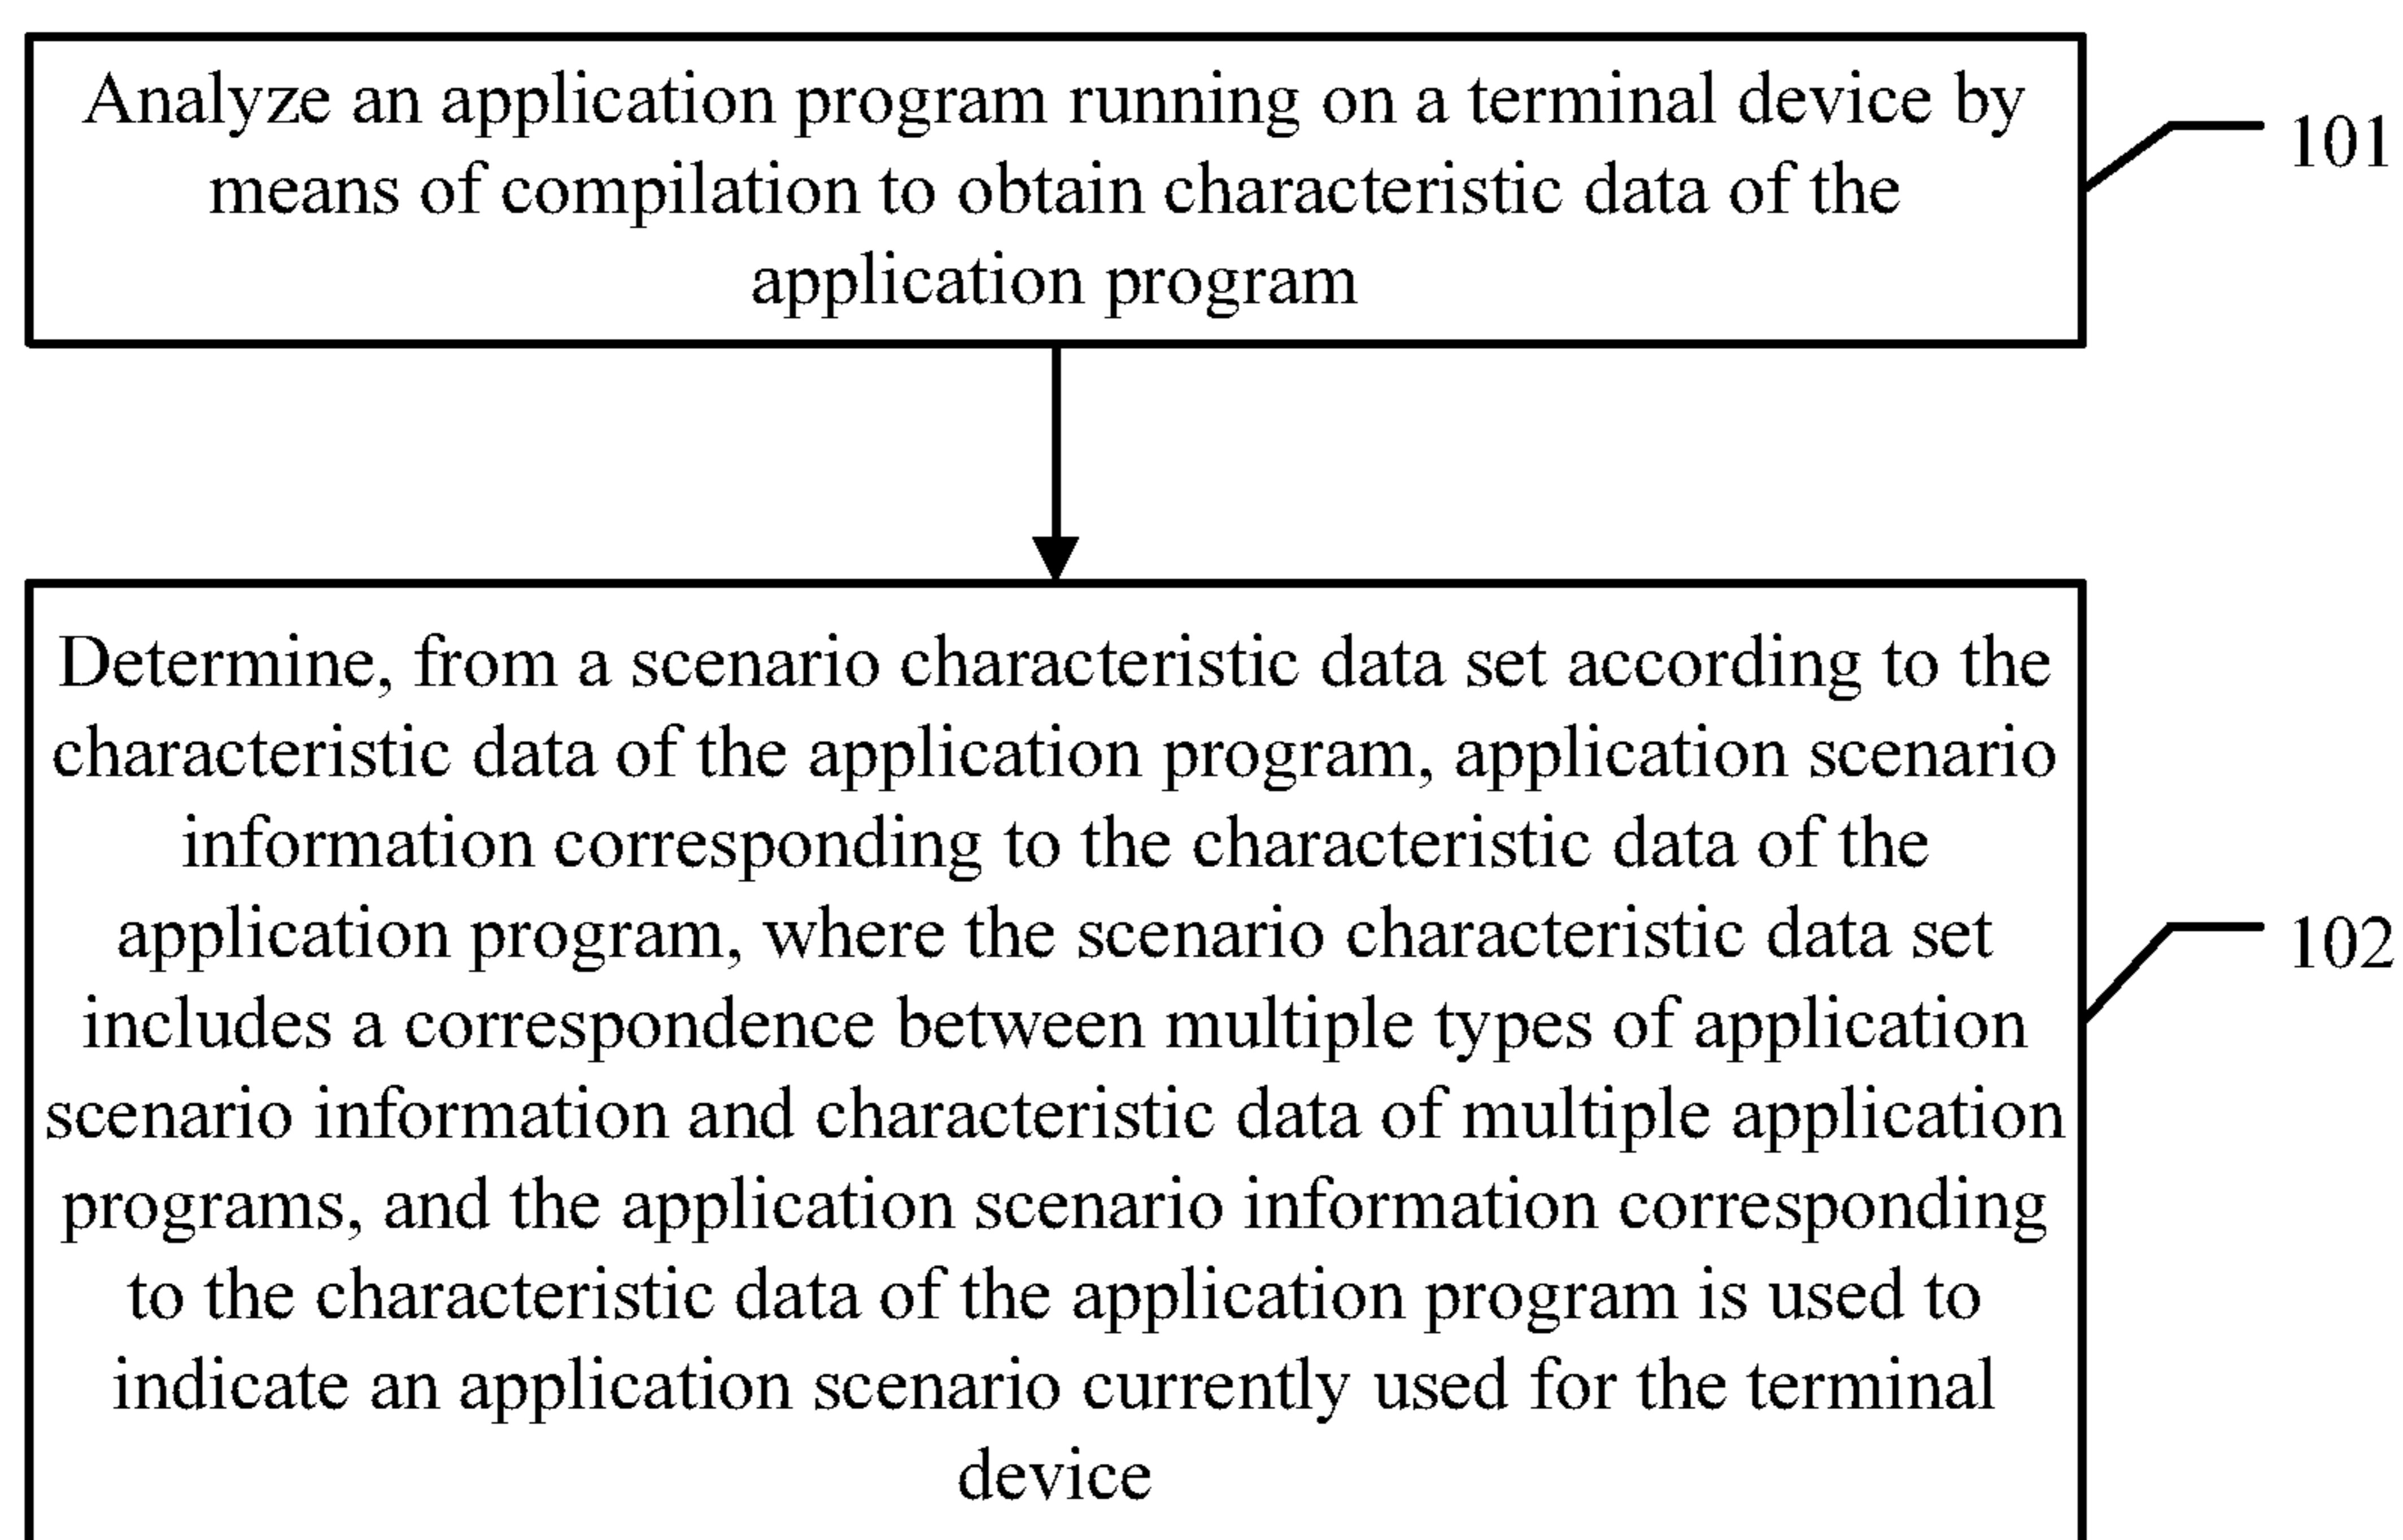 Analyze an application program running on a terminal device by
means of compilation to obtain characteristic data of the
application program
101
Determine, from a scenario characteristic data set according to the
characteristic data of the application program, application scenario
information corresponding to the characteristic data of the
application program, where the scenario characteristic data set
includes a correspondence between multiple types of application
scenario information and characteristic data of multiple application
programs, and the application scenario information corresponding
to the characteristic data of the application program is used to
indicate an application scenario currently used for the terminal
device
102